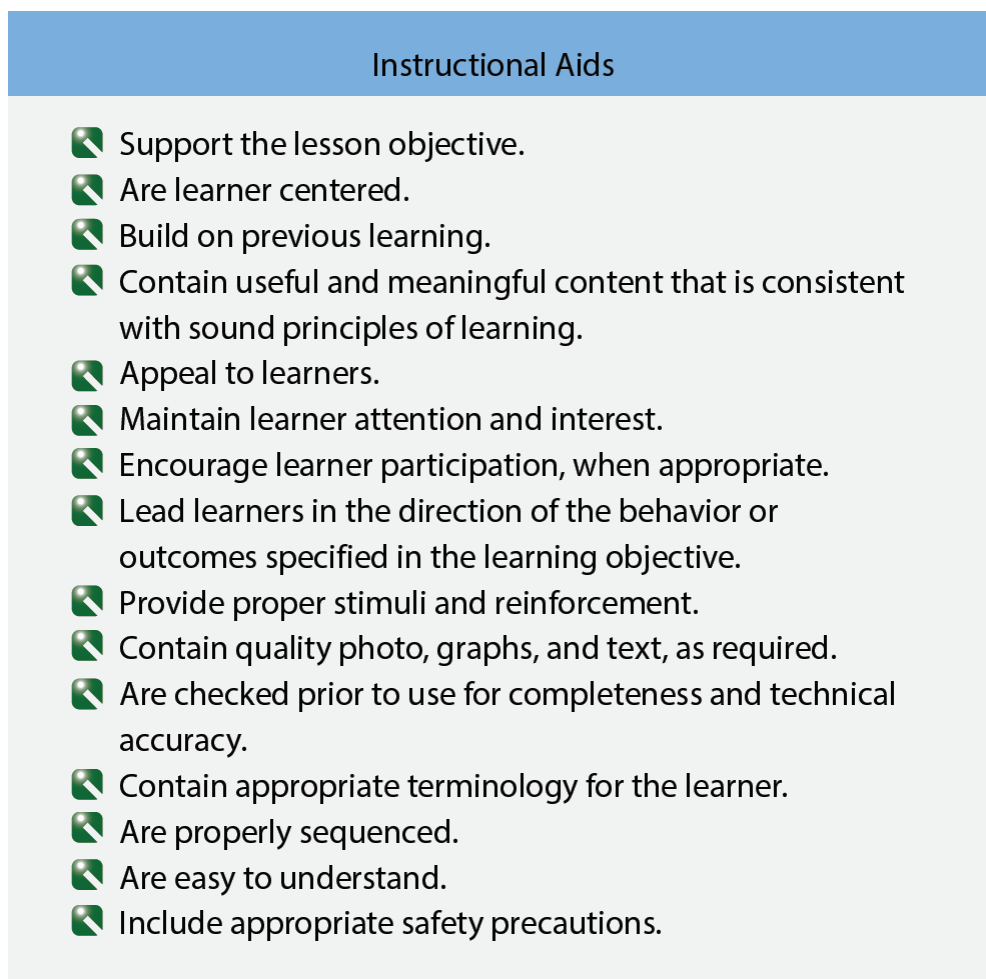 Instructional Aids
Support the lesson objective.
Are learner centered.
Build on previous learning.
Contain useful and meaningful content that is consistent
with sound principles of learning.
Appeal to learners.
Maintain learner attention and interest.
Encourage learner participation, when appropriate.
Lead learners in the direction of the behavior or
outcomes specified in the learning objective.
Provide proper stimuli and reinforcement.
Contain quality photo, graphs, and text, as required.
Are checked prior to use for completeness and technical
accuracy.
Contain appropriate terminology for the learner.
Are properly sequenced.
Are easy to understand.
Include appropriate safety precautions.